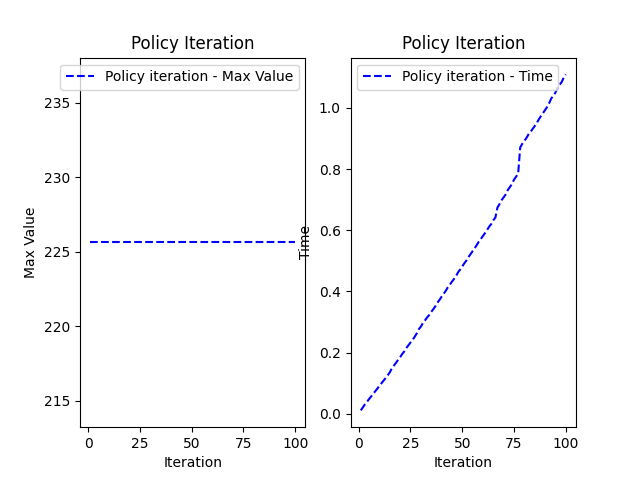 Policy Iteration
Policy iteration - Max Value
Max Value
235
230
225
220
215
0 25 50 75 100
Iteration
Policy Iteration
Policy iteration - Time
Time
1.0
0.8
0.6
0.4
0.2
0.0
0 25 50 75 100
Iteration